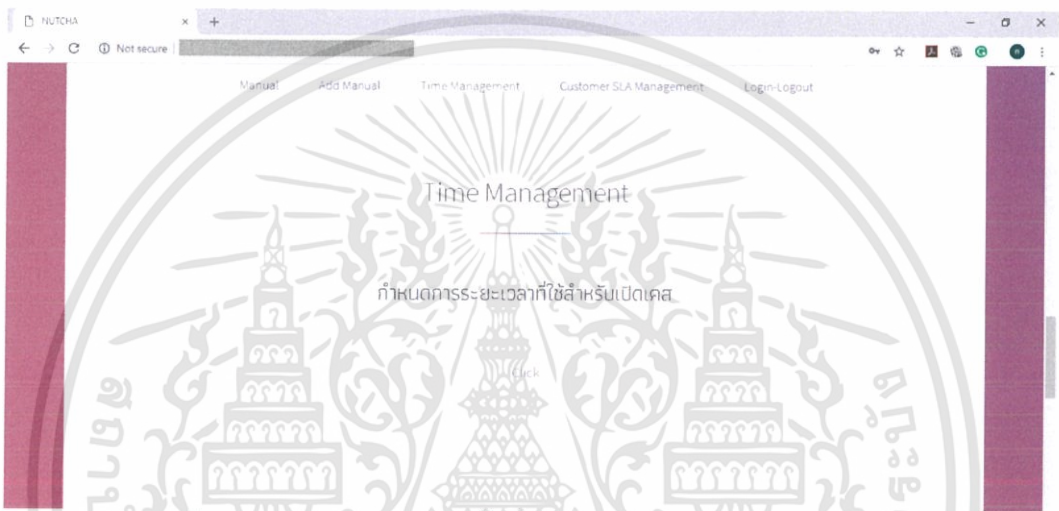 NUTCHA
Not secure
Manual Add Manual Time Management Customer SLA Management Login-Logout
Time Management
กำหนดการระยะเวลาที่ใช้สำหรับเปิดเคส
Click